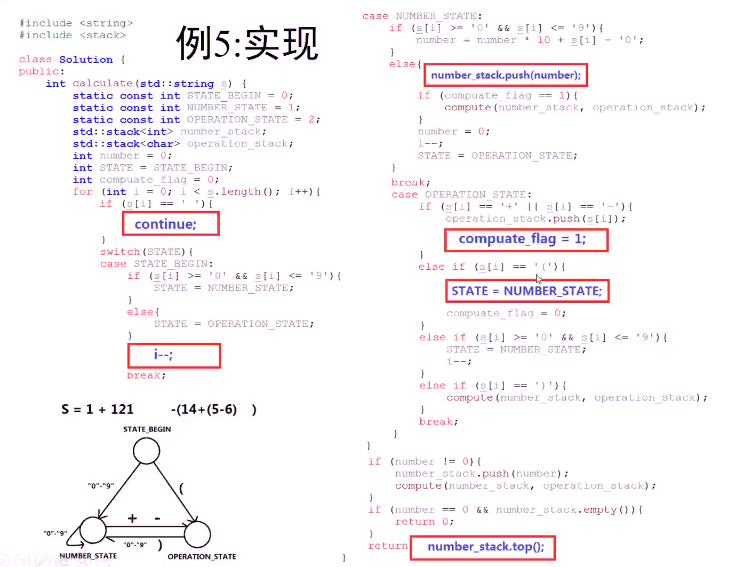 例5:实现
#include <string>
#include <stack>
class Solution {
public:
int calculate(std::string s) {
static const int STATE_BEGIN = 0;
static const int NUMBER_STATE = 1;
static const int OPERATION_STATE = 2;
std::stack<int> number_stack;
std::stack<char> operation_stack;
int number = 0;
int STATE = STATE_BEGIN;
int compuate_flag = 0;
for (int i = 0; i < s.length(); i++){
if (s[i] == ' '){
continue;
}
switch(STATE){
case STATE_BEGIN:
if (s[i] >= '0' && s[i] <= '9'){
STATE = NUMBER_STATE;
}
else{
STATE = OPERATION_STATE;
}
i--;
break;
case NUMBER_STATE:
if (s[i] >= '0' && s[i] <= '9'){
number = number * 10 + s[i] - '0';
}
else{
number_stack.push(number);
if (compuate_flag == 1){
compute(number_stack, operation_stack);
}
number = 0;
i--;
STATE = OPERATION_STATE;
}
break;
case OPERATION_STATE:
if (s[i] == '+' || s[i] == '-'){
operation_stack.push(s[i]);
compuate_flag = 1;
}
else if (s[i] == '('){
STATE = NUMBER_STATE;
compuate_flag = 0;
}
else if (s[i] >= '0' && s[i] <= '9'){
STATE = NUMBER_STATE;
i--;
}
else if (s[i] == ')'){
compute(number_stack, operation_stack);
}
break;
}
}
if (number != 0){
number_stack.push(number);
compute(number_stack, operation_stack);
}
if (number == 0 && number_stack.empty()){
return 0;
}
return number_stack.top();
}
S = 1 + 121 -(14+(5-6) )
STATE_BEGIN
"0"-"9" (
+ -
"0"-"9" "0"-"9" )
NUMBER_STATE OPERATION_STATE